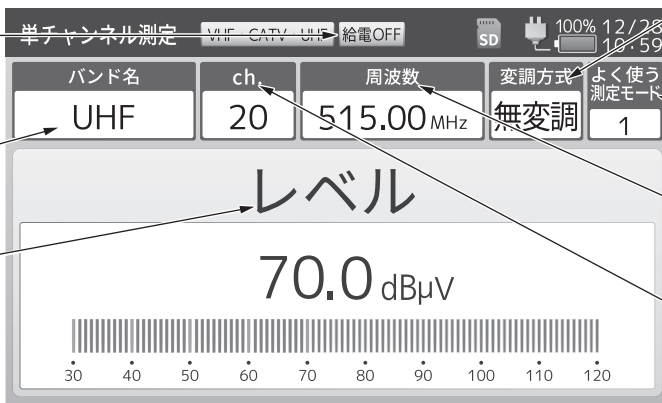 単チャンネル測定 VHF・CATV・UHF 給電OFF SD 100% 12/28
10:59
バンド名 ch. 周波数 変調方式 よく使う
測定モード
UHF 20 515.00 MHz 無変調 1
レベル
70.0 dBμV
30 40 50 60 70 80 90 100 110 120